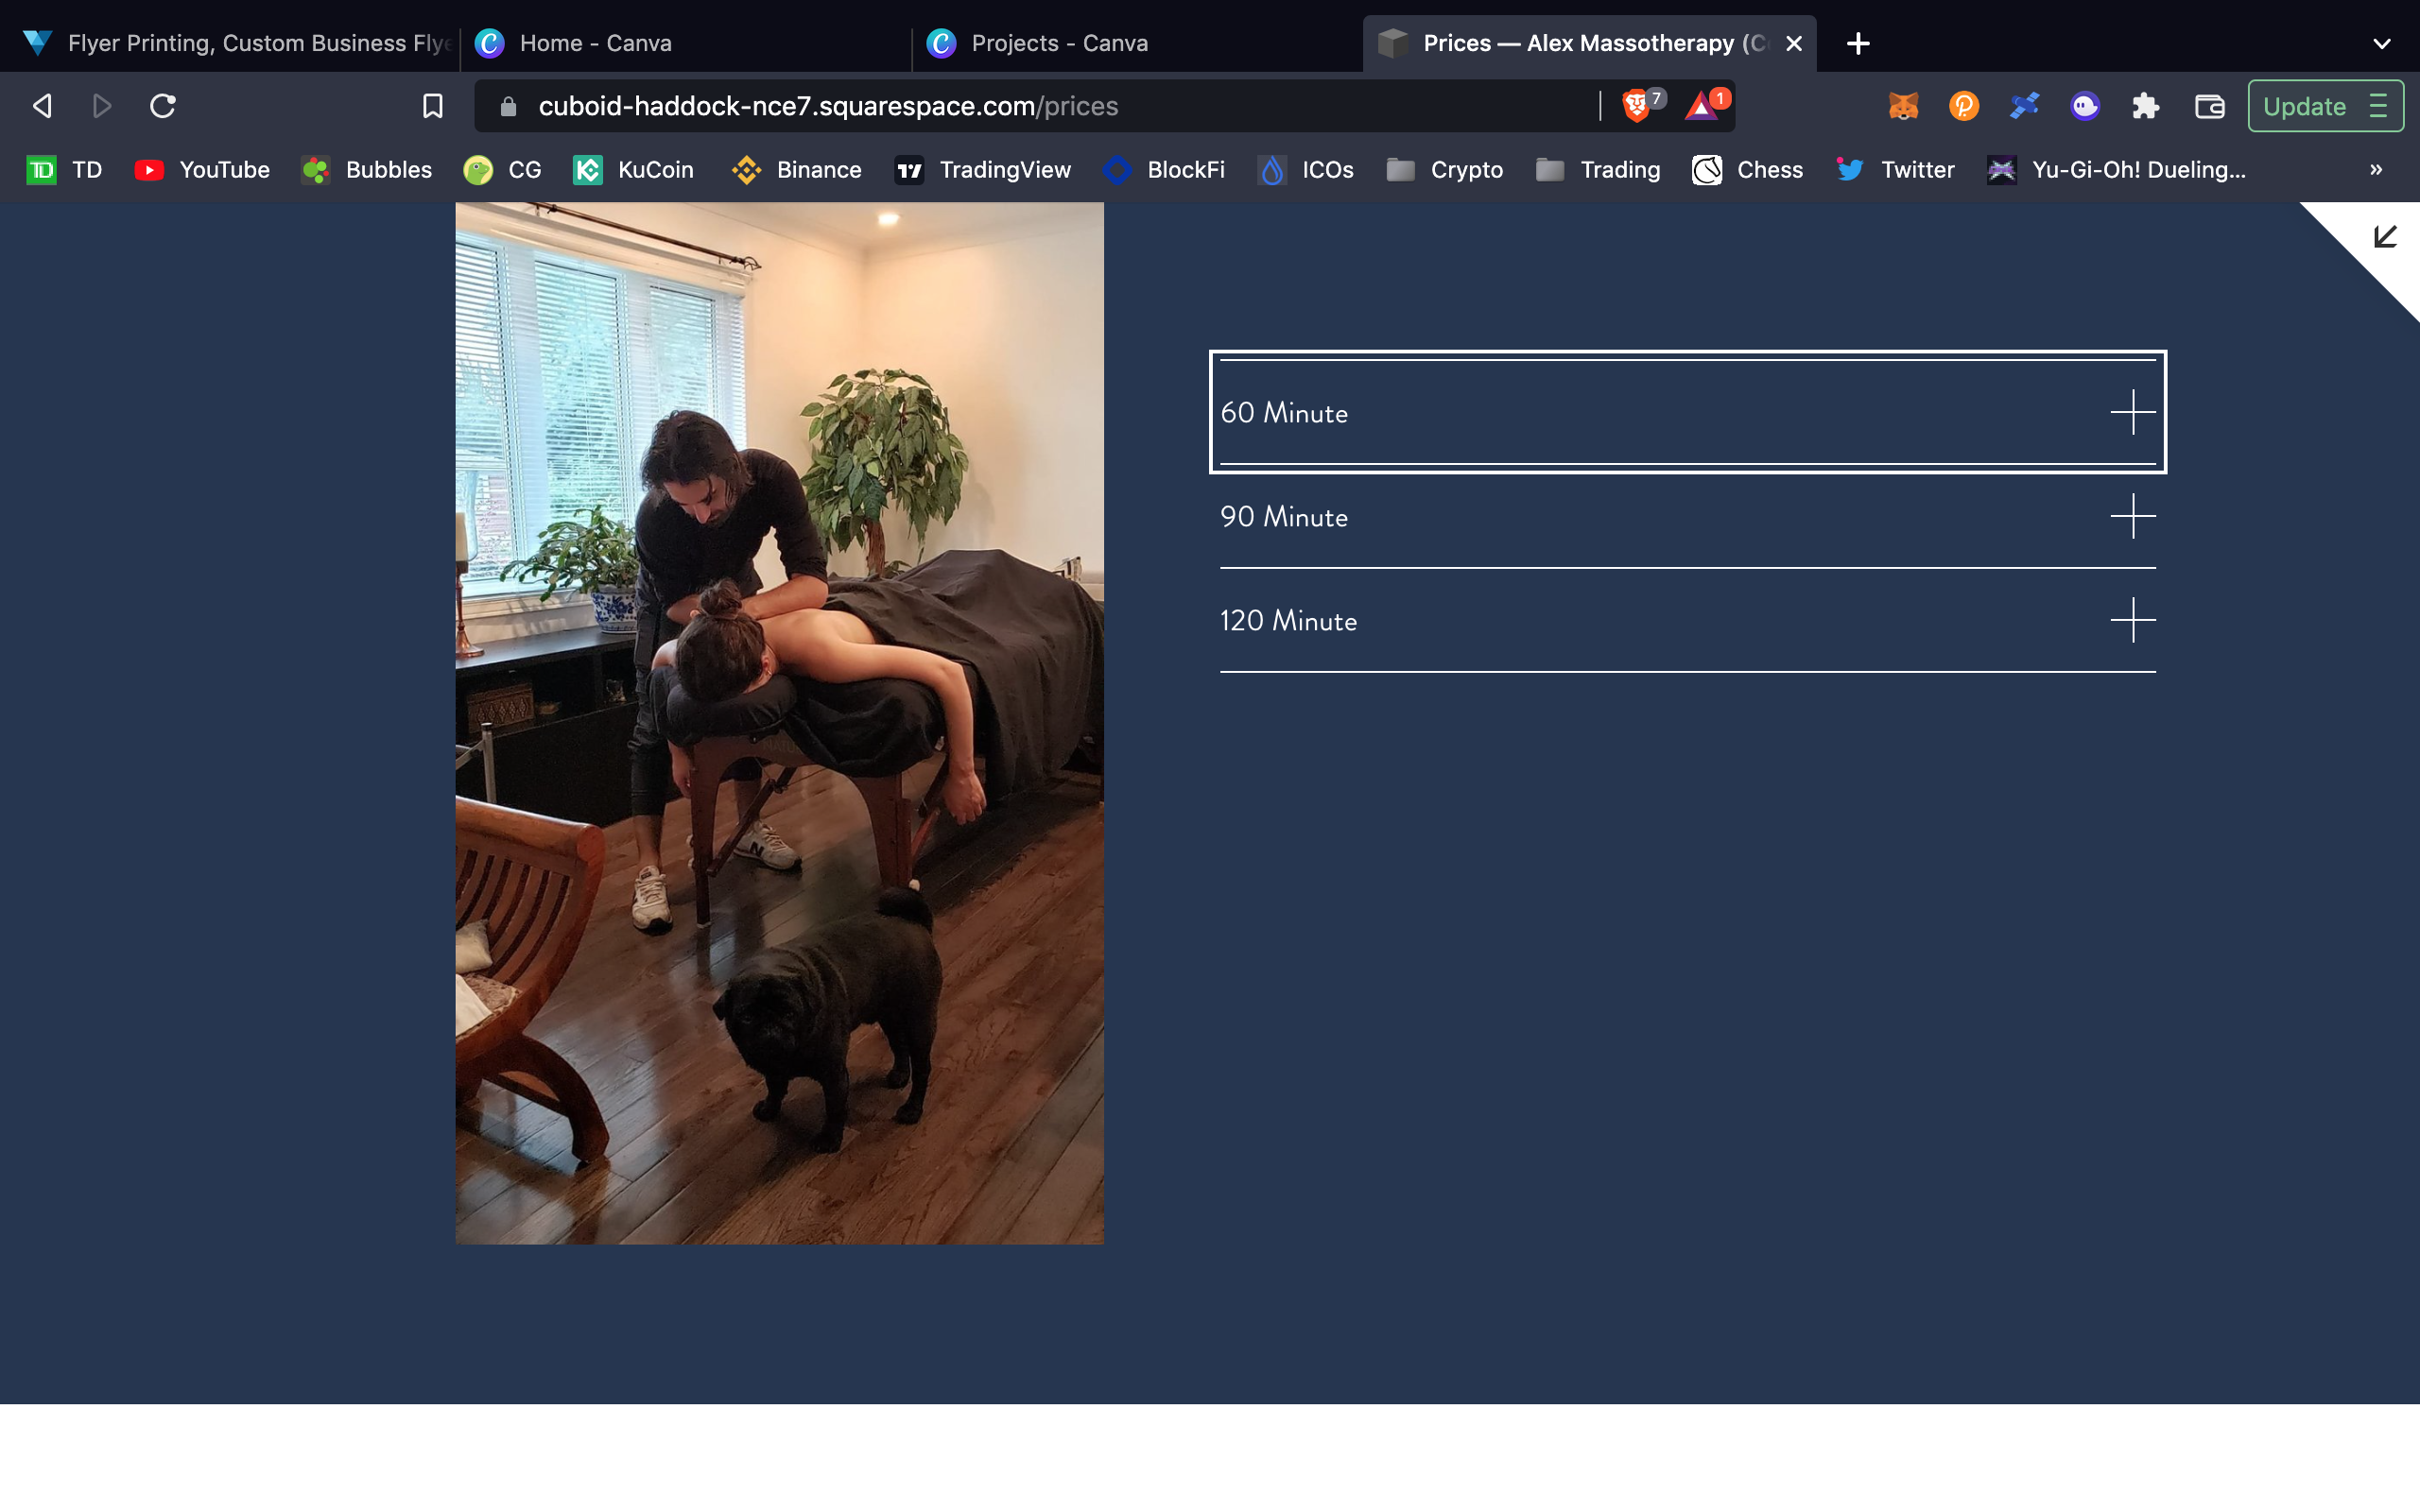 Flyer Printing, Custom Business Flye
Home - Canva
Projects - Canva
Prices — Alex Massotherapy (C
cuboid-haddock-nce7.squarespace.com/prices
7
1
Update
TD
TD
YouTube
Bubbles
CG
KuCoin
Binance
TradingView
BlockFi
ICOs
Crypto
Trading
Chess
Twitter
Yu-Gi-Oh! Dueling...
60 Minute
90 Minute
120 Minute